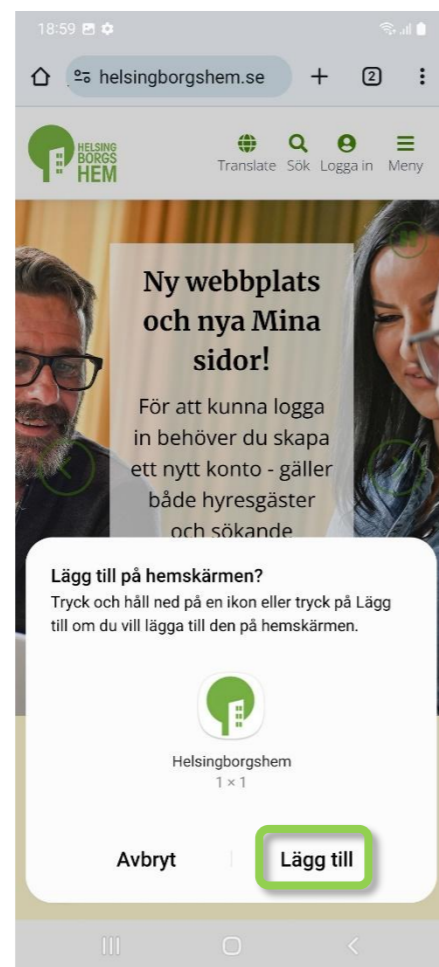 18:59
helsingborgshem.se
2
HELSING
BORGS
HEM
Translate Sök Logga in Meny
Ny webbplats
och nya Mina
sidor!
För att kunna logga
in behöver du skapa
ett nytt konto - gäller
både hyresgäster
och sökande
Lägg till på hemskärmen?
Tryck och håll ned på en ikon eller tryck på Lägg
till om du vill lägga till den på hemskärmen.
Helsingborgshem
1 × 1
Avbryt Lägg till